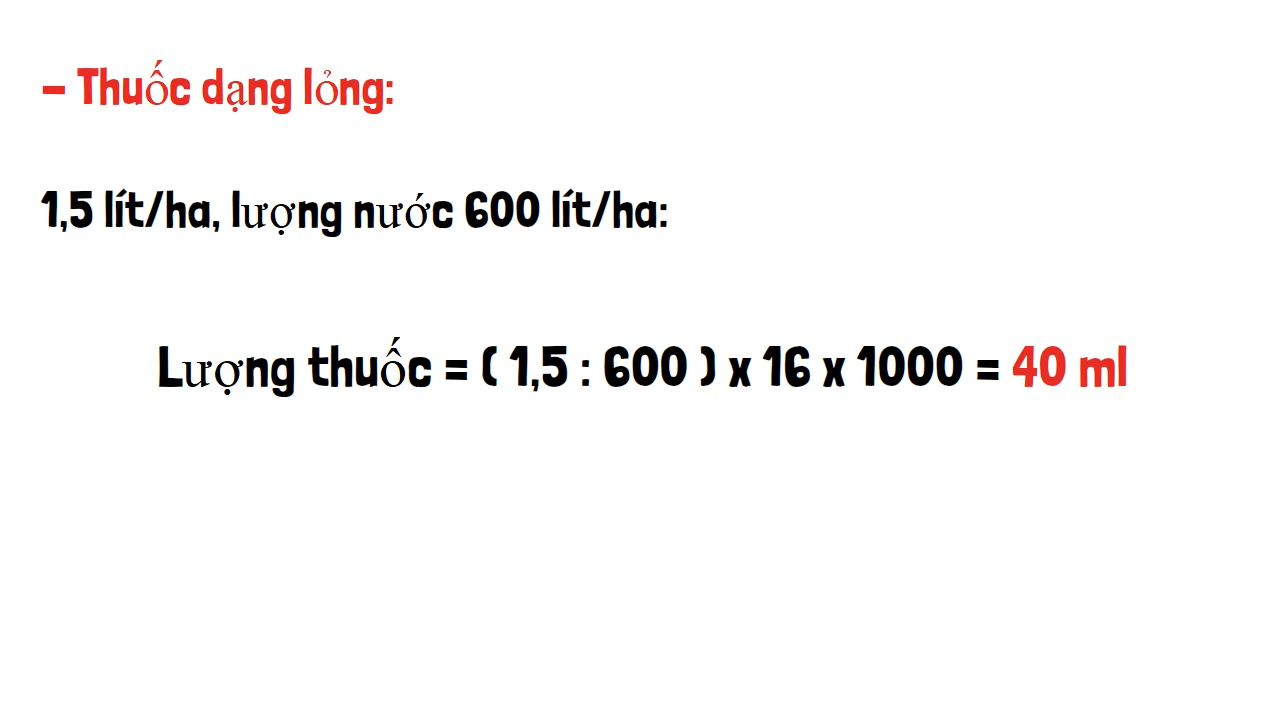 - Thuốc dạng lỏng:
1,5 lít/ha, lượng nước 600 lít/ha:
Lượng thuốc = ( 1,5 : 600 ) x 16 x 1000 = 40 ml